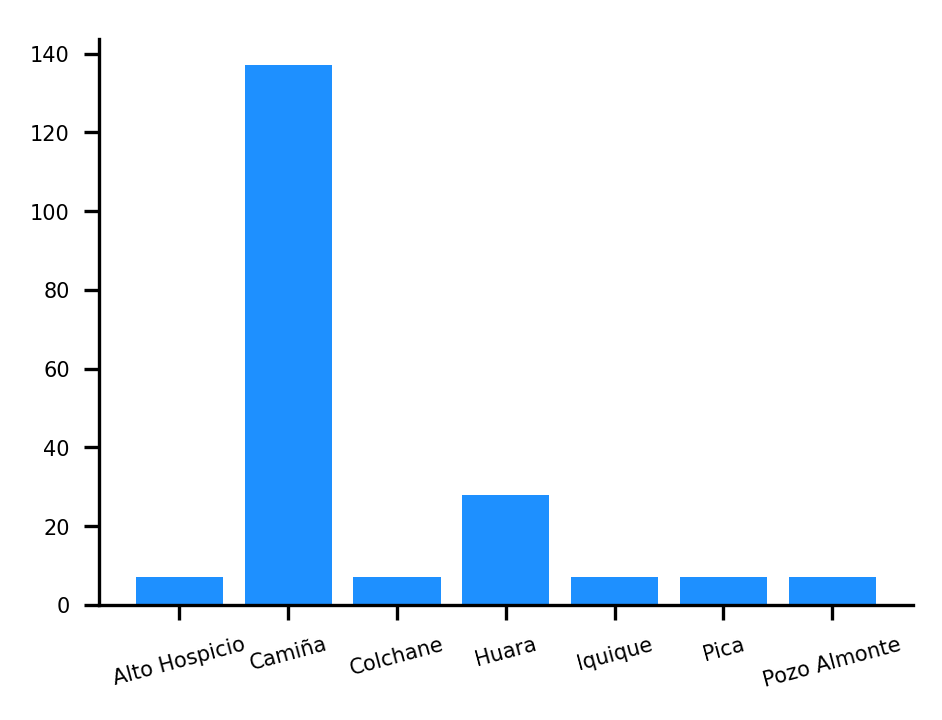 140
120
100
80
60
40
20
0
Alto Hospicio
Camiña
Colchane
Huara
Iquique
Pica
Pozo Almonte